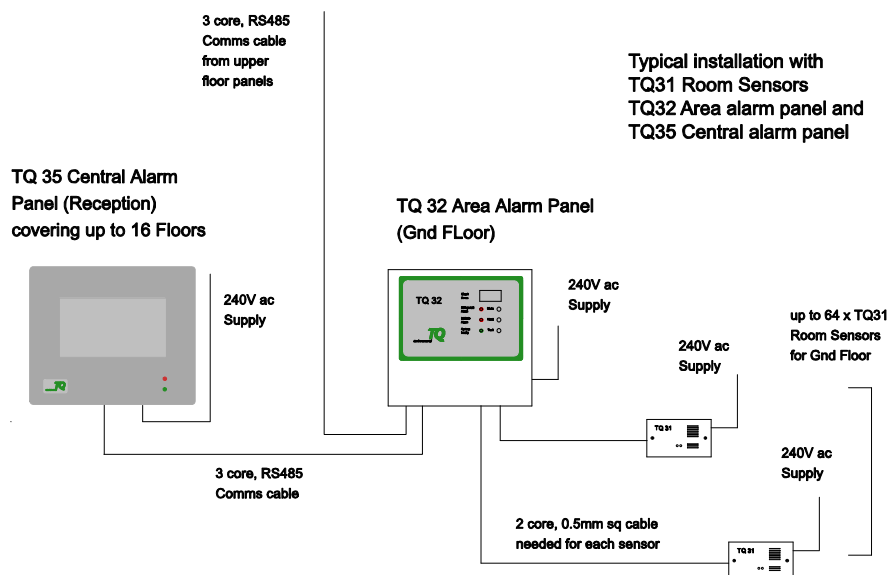 3 core, RS485
Comms cable
from upper
floor panels
Typical installation with
TQ31 Room Sensors
TQ32 Area alarm panel and
TQ35 Central alarm panel
TQ 35 Central Alarm
Panel (Reception)
covering up to 16 Floors
TQ 32 Area Alarm Panel
(Gnd FLoor)
240V ac
Supply
240V ac
Supply
TQ 32
TQ
TQ
up to 64 x TQ31
Room Sensors
for Gnd Floor
240V ac
Supply
TQ 31
240V ac
Supply
3 core, RS485
Comms cable
2 core, 0.5mm sq cable
needed for each sensor
TQ 31